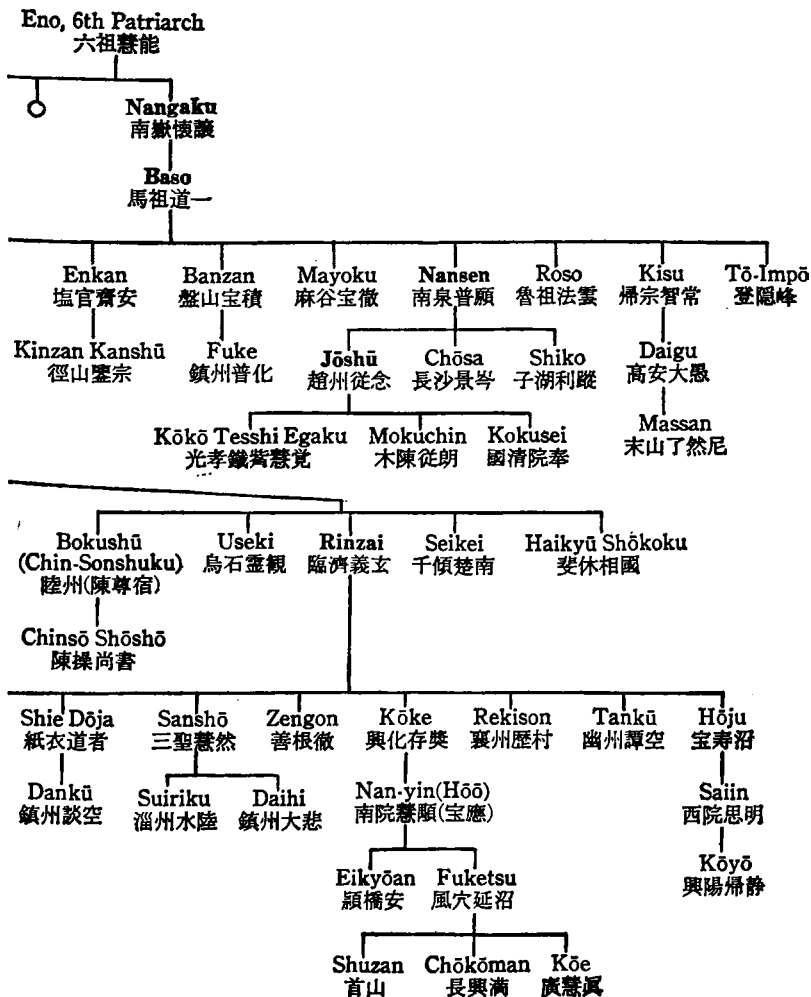 Eno, 6th Patriarch
六祖慧能
Nangaku
南嶽懷讓
Baso
馬祖道一
Enkan Banzan Mayoku Nansen Roso Kisu Tō-Impō
塩官齋安 盤山宝積 麻谷宝徹 南泉普願 魯祖法雲 帰宗智常 登隠峰
Kinzan Kanshū Fuke Jōshū Chōsa Shiko Daigu
徑山鑒宗 鎮州普化 趙州従念 長沙景岑 子湖利蹤 高安大愚
Massan
末山了然尼
Kōkō Tesshi Egaku Mokuchin Kokusei
光孝鐵觜慧覚 木陳従朗 國清院奉
Bokushū Useki Rinzai Seikei Haikyū Shōkoku
(Chin-Sonshuku) 烏石霊観 臨濟義玄 千傾楚南 斐休相國
陸州(陳尊宿)
Chinsō Shōshō
陳操尚書
Shie Dōja Sanshō Zengon Kōke Rekison Tankū Hōju
紙衣道者 三聖慧然 善根徹 興化存奬 襄州歴村 幽州譚空 宝寿沼
Dankū Suiriku Daihi Nan-yin(Hōō) Saiin
鎮州談空 淄州水陸 鎮州大悲 南院慧顒(宝應) 西院思明
Eikyōan Fuketsu Kōyō
頴橋安 風穴延沼 興陽帰静
Shuzan Chōkōman Kōe
首山 長興満 廣慧眞